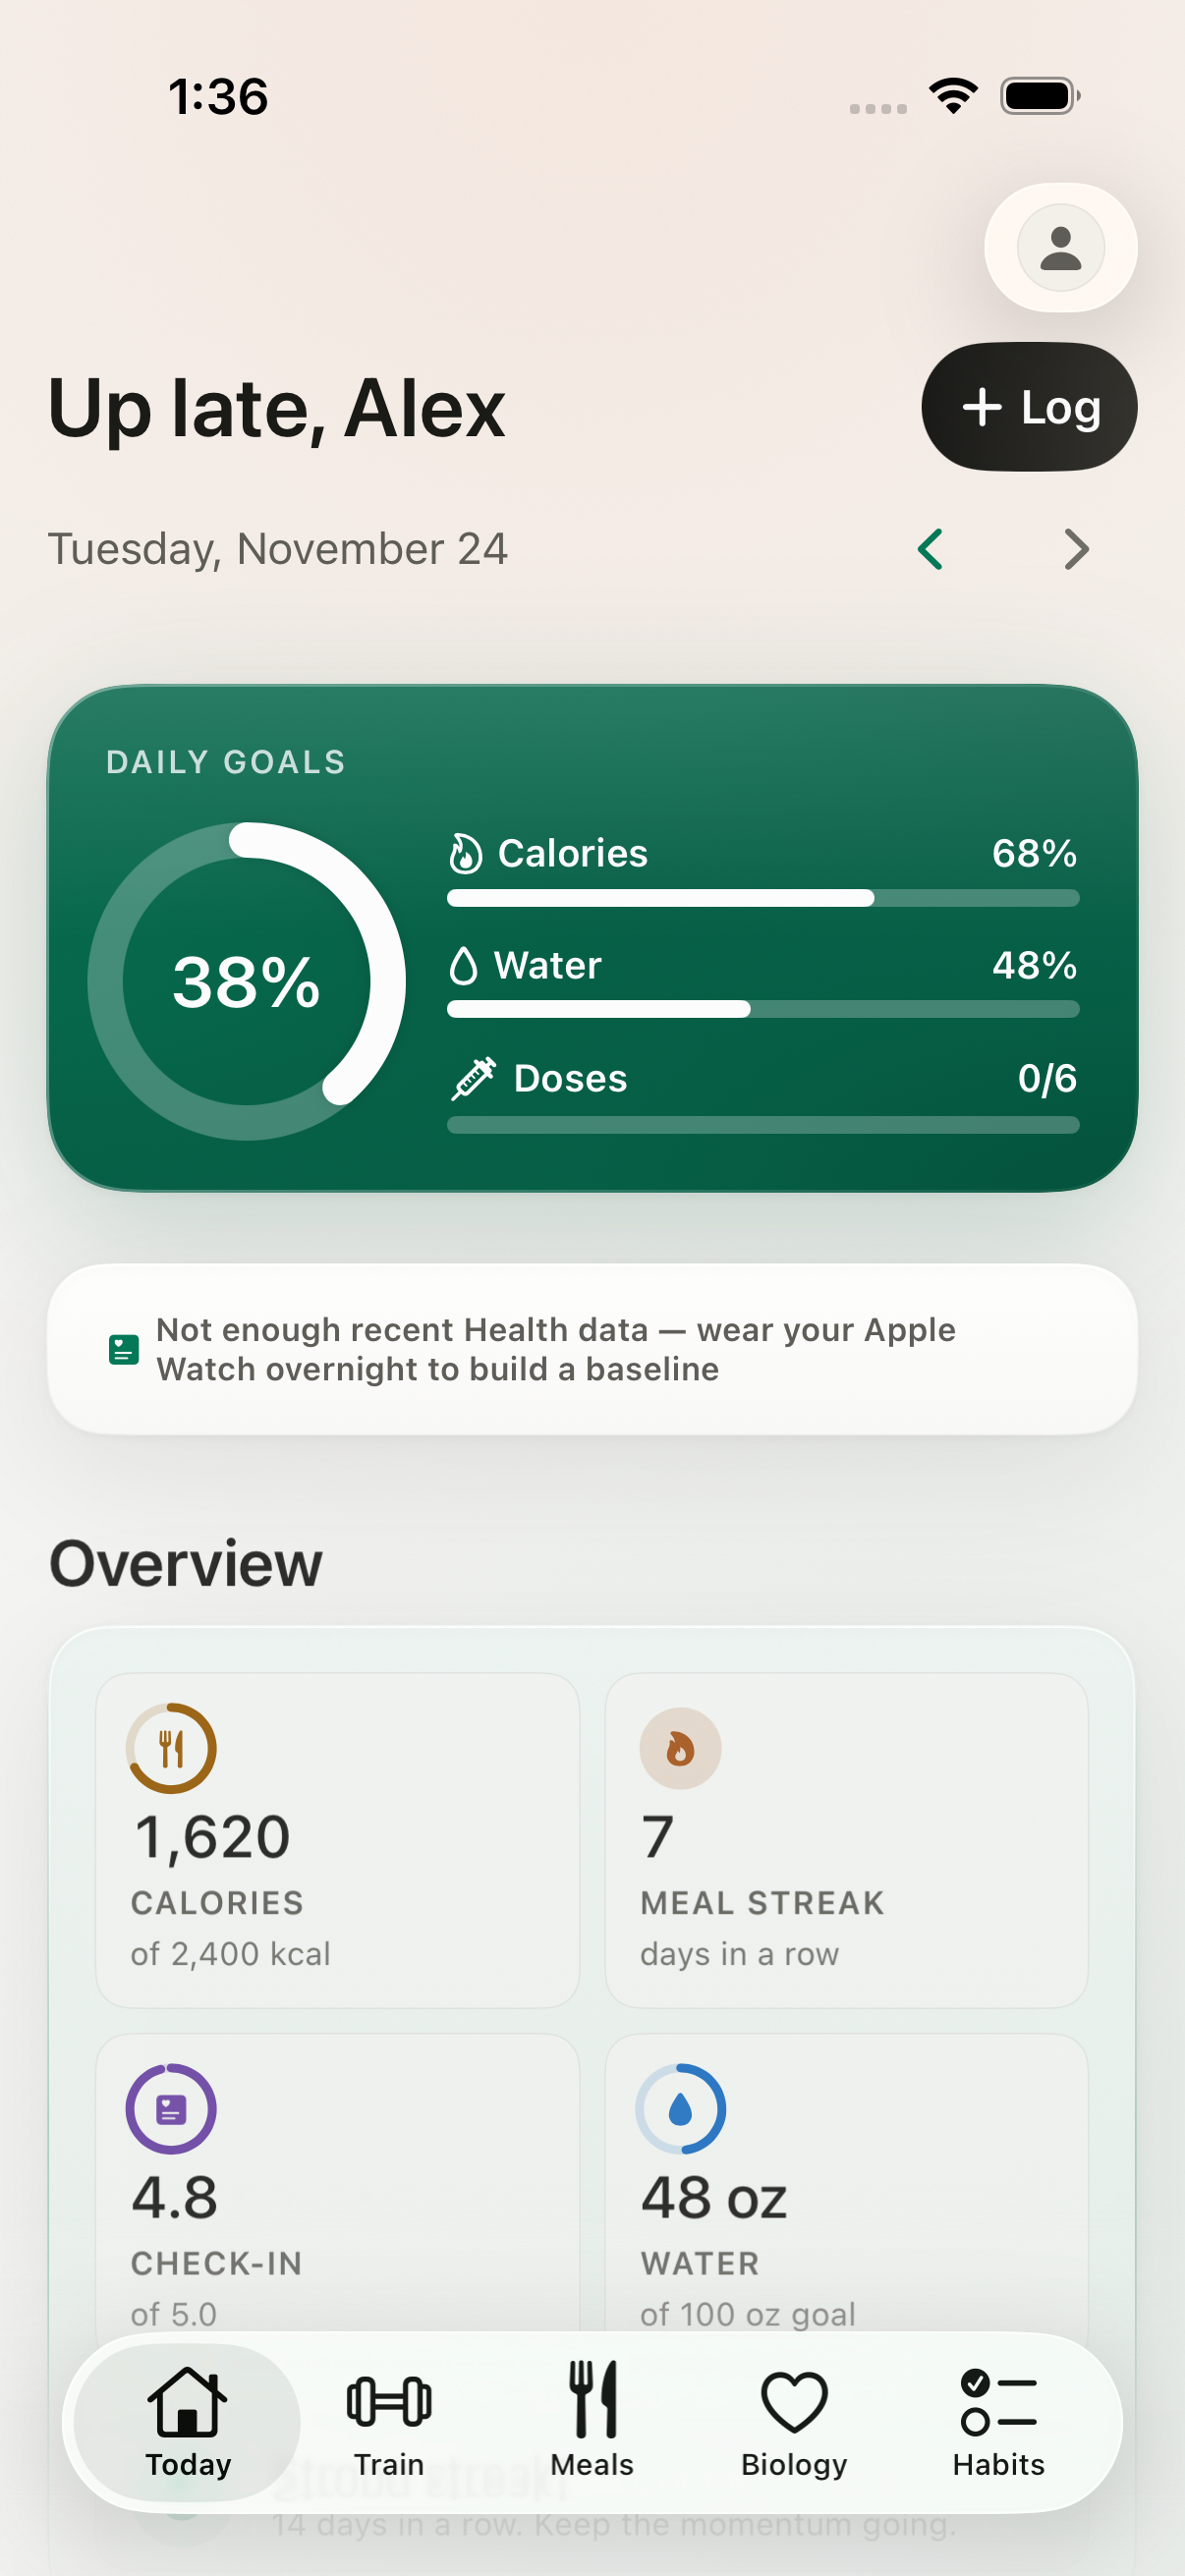 1:36
Up late, Alex
+ Log
Tuesday, November 24
DAILY GOALS
38%
Calories 68%
Water 48%
Doses 0/6
Not enough recent Health data — wear your Apple
Watch overnight to build a baseline
Overview
1,620
CALORIES
of 2,400 kcal
7
MEAL STREAK
days in a row
4.8
CHECK-IN
of 5.0
48 oz
WATER
of 100 oz goal
Today
Train
Meals
Biology
Habits
14 days in a row. Keep the momentum going.